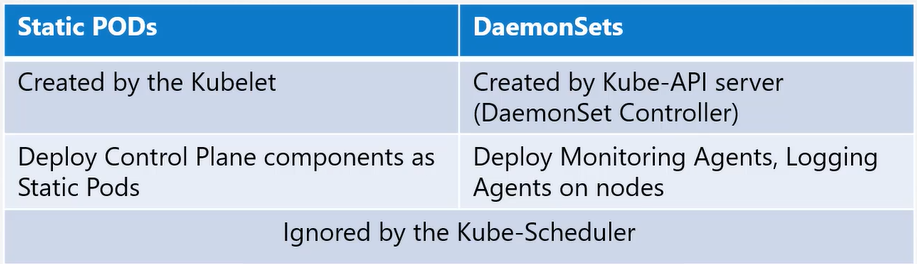 Static PODs
DaemonSets
Created by the Kubelet
Created by Kube-API server
(DaemonSet Controller)
Deploy Control Plane components as
Static Pods
Deploy Monitoring Agents, Logging
Agents on nodes
Ignored by the Kube-Scheduler